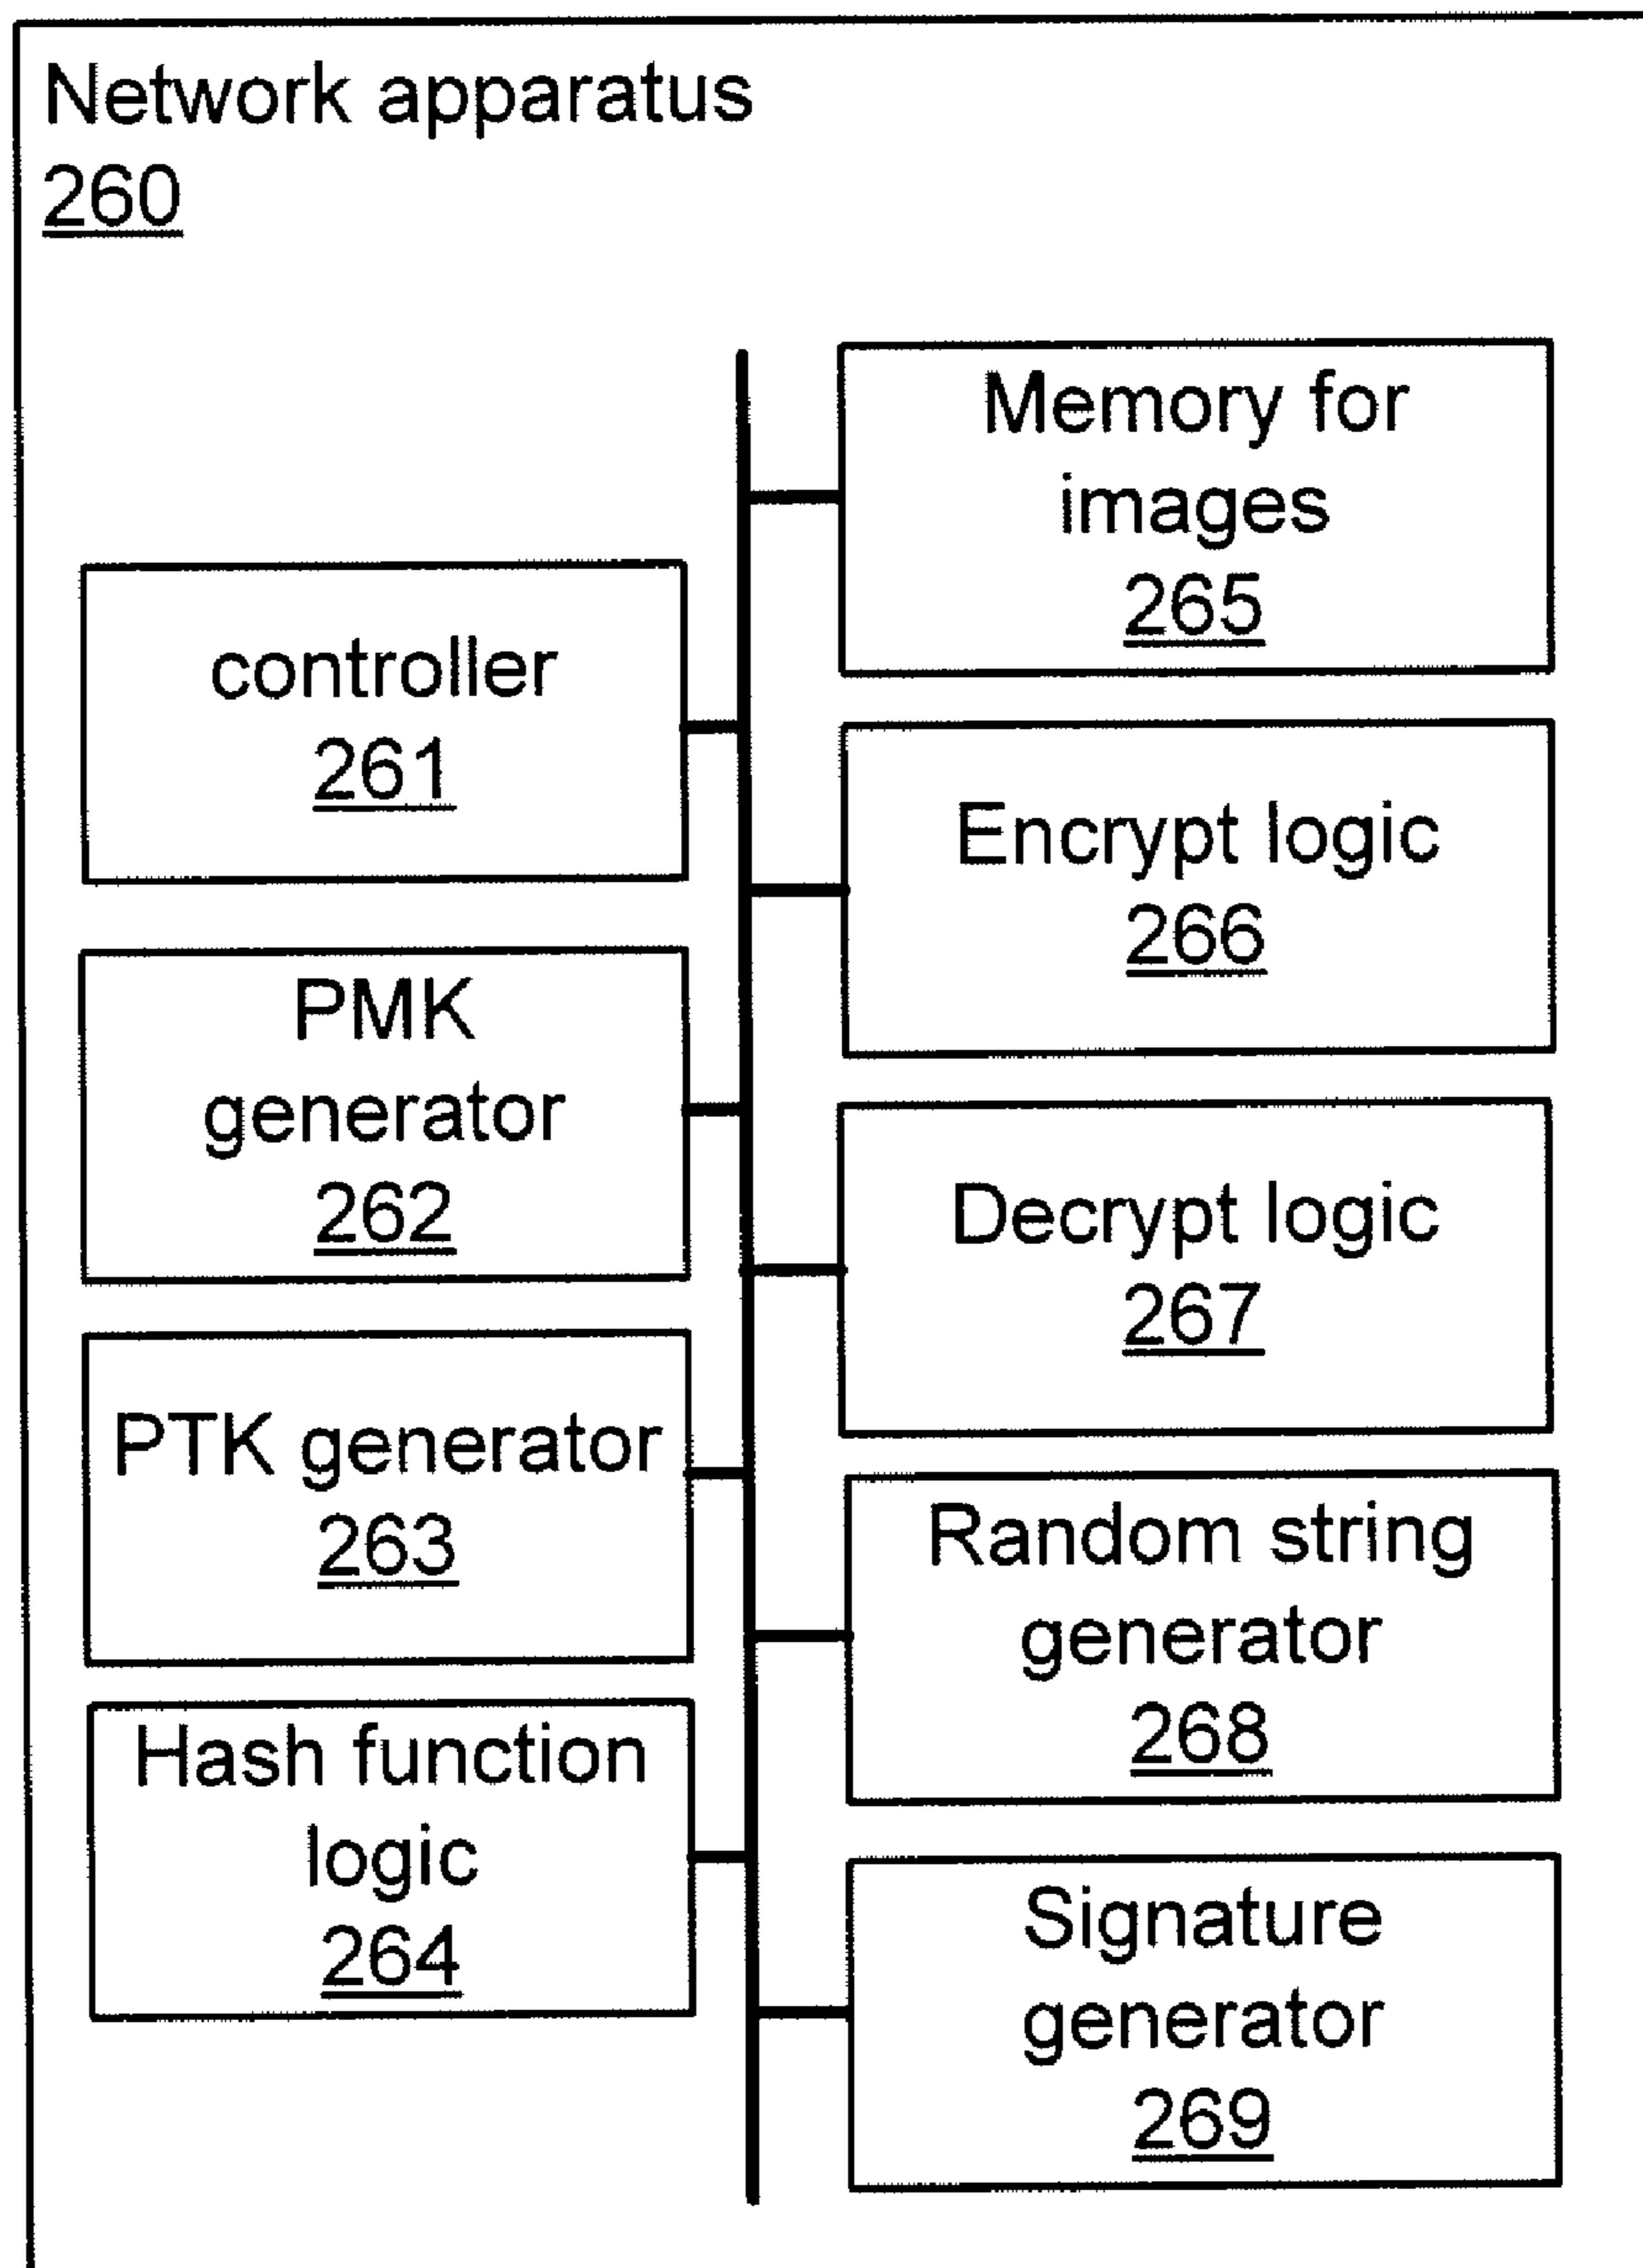 Network apparatus
260
controller
261
PMK
generator
262
PTK generator
263
Hash function
logic
264
Memory for
images
265
Encrypt logic
266
Decrypt logic
267
Random string
generator
268
Signature
generator
269